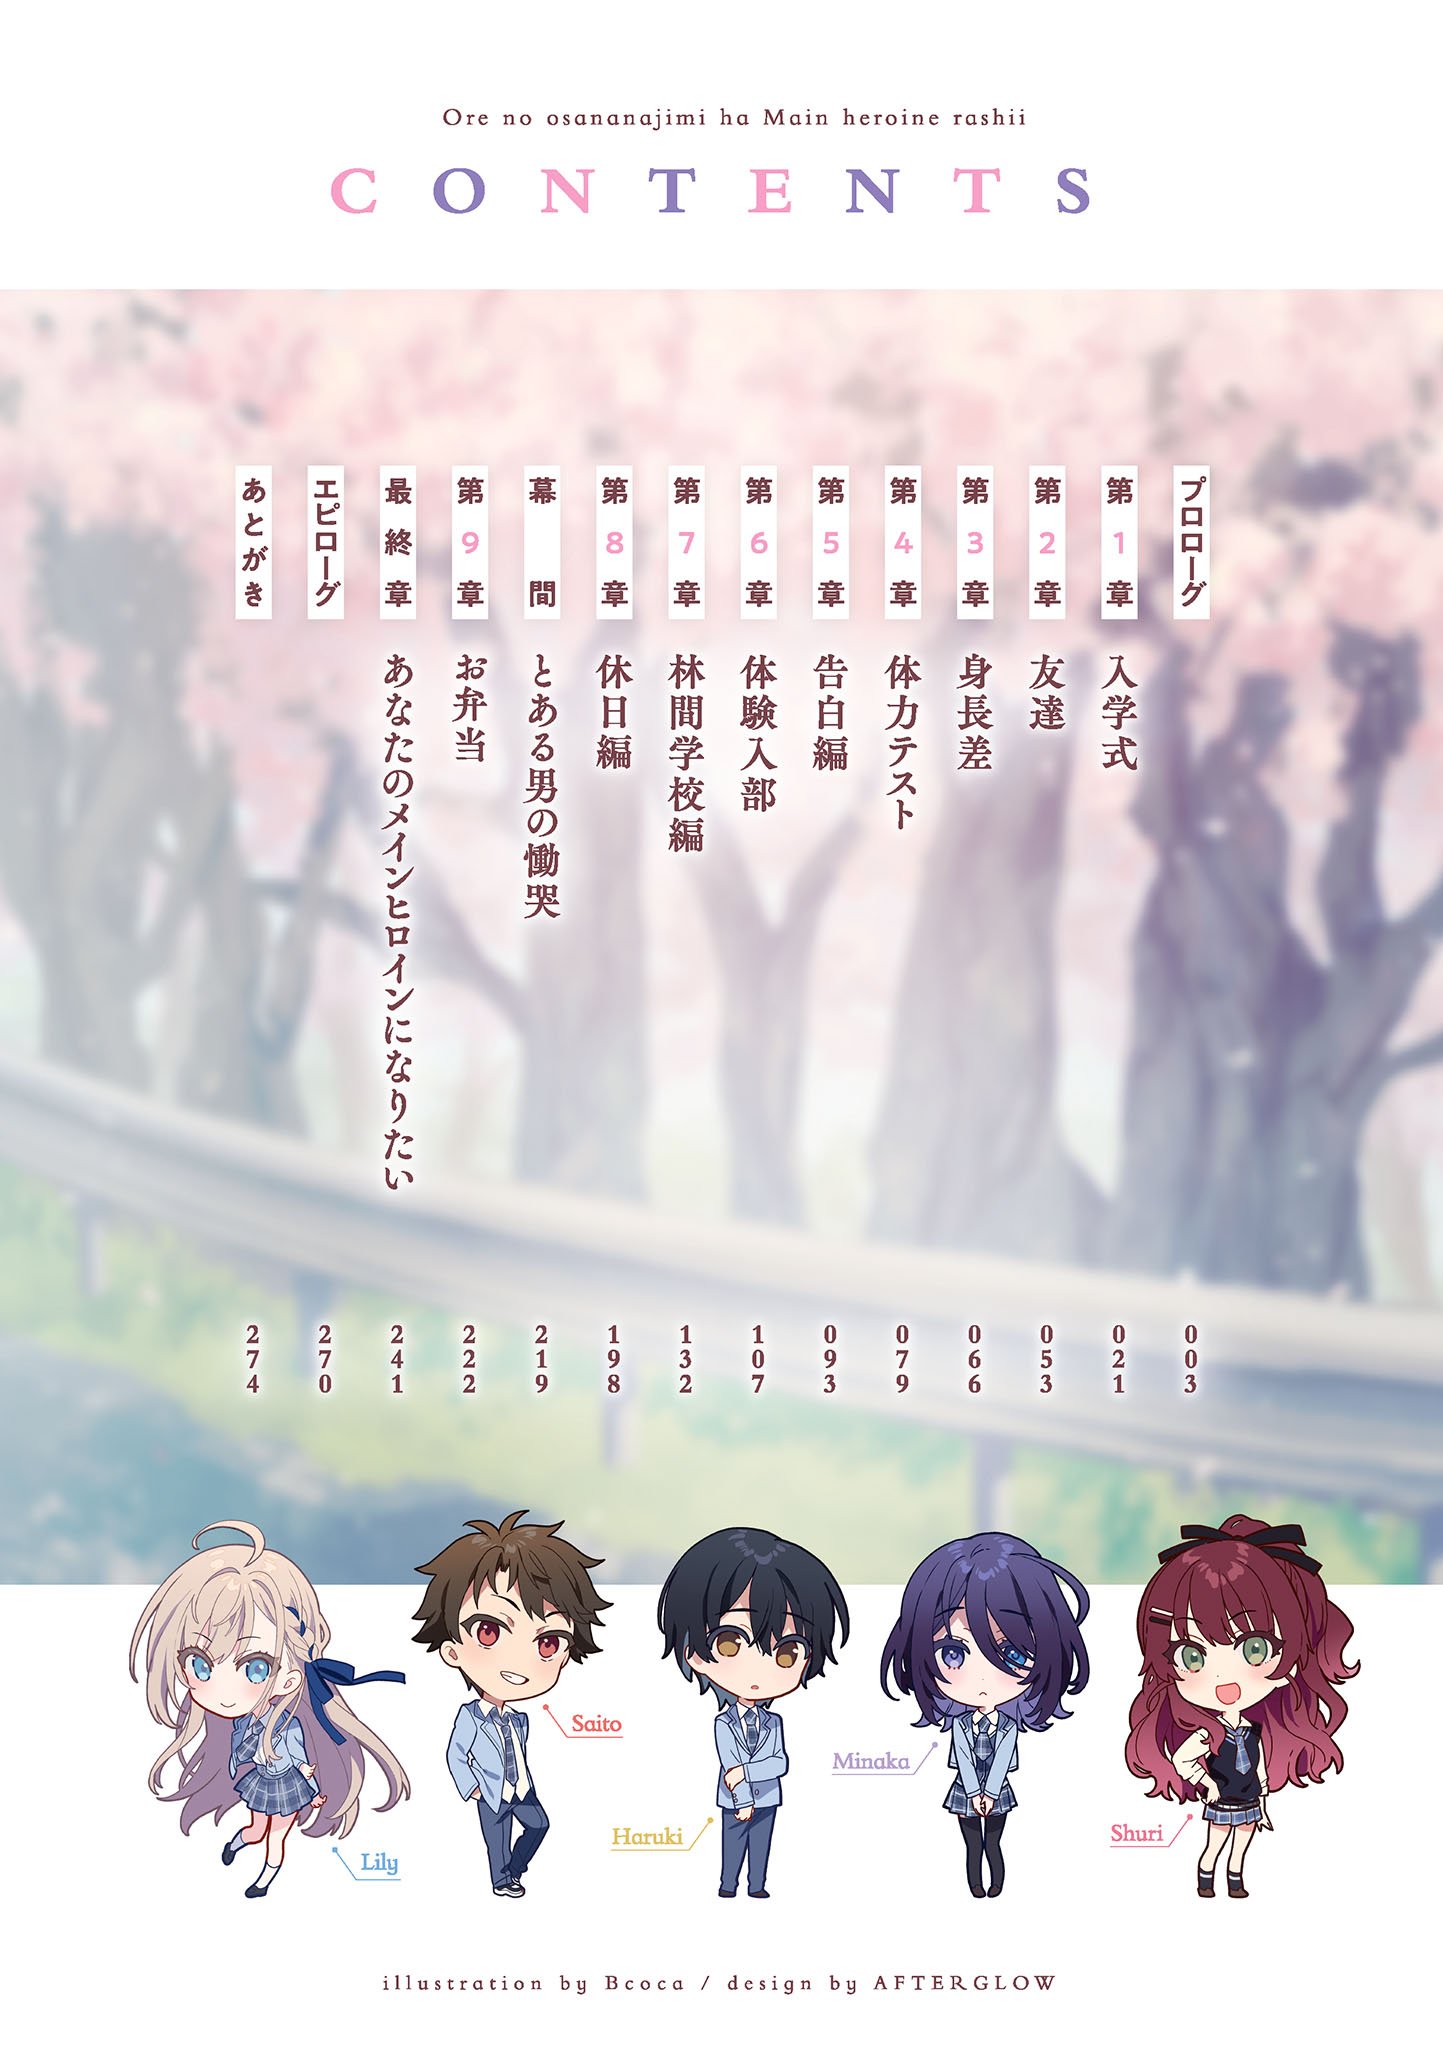 Ore no osananajimi ha Main heroine rashii
CONTENTS
プロローグ 003
第1章 入学式 021
第2章 友達 053
第3章 身長差 066
第4章 体力テスト 079
第5章 告白編 093
第6章 体験入部 107
第7章 林間学校編 132
第8章 休日編 198
幕間 とある男の慟哭 219
第9章 お弁当 222
最終章 あなたのメインヒロインになりたい 241
エピローグ 270
あとがき 274
Lily
Saito
Haruki
Minaka
Shuri
illustration by Bcoca / design by AFTERGLOW